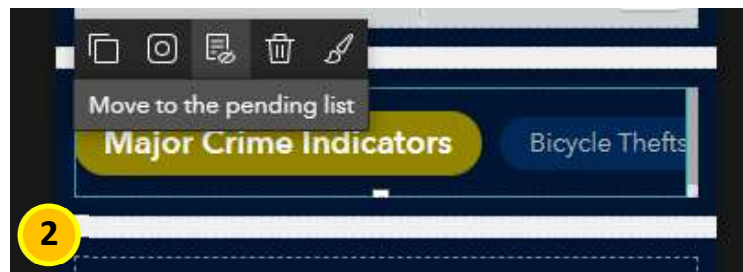 Move to the pending list
Major Crime Indicators
Bicycle Thefts
2